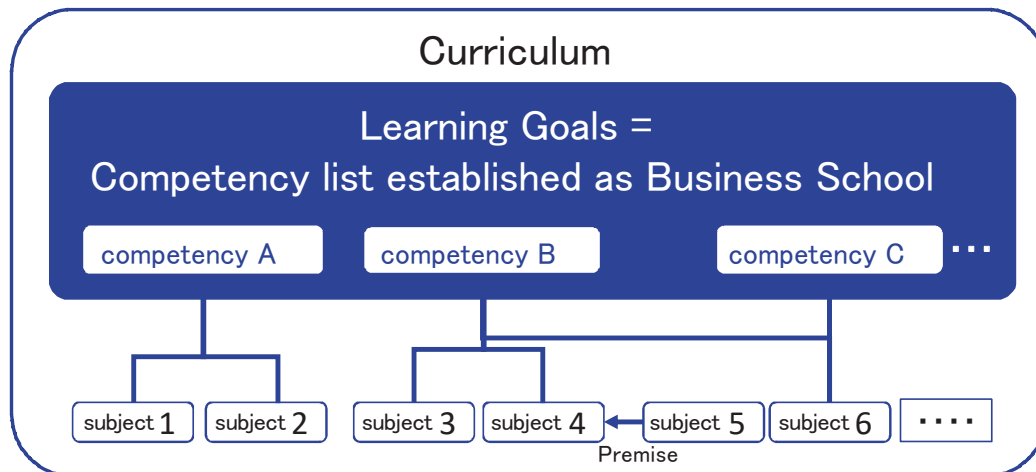 Curriculum
Learning Goals =
Competency list established as Business School
competency A
competency B
competency C
...
subject 1
subject 2
subject 3
subject 4
subject 5
subject 6
....
Premise